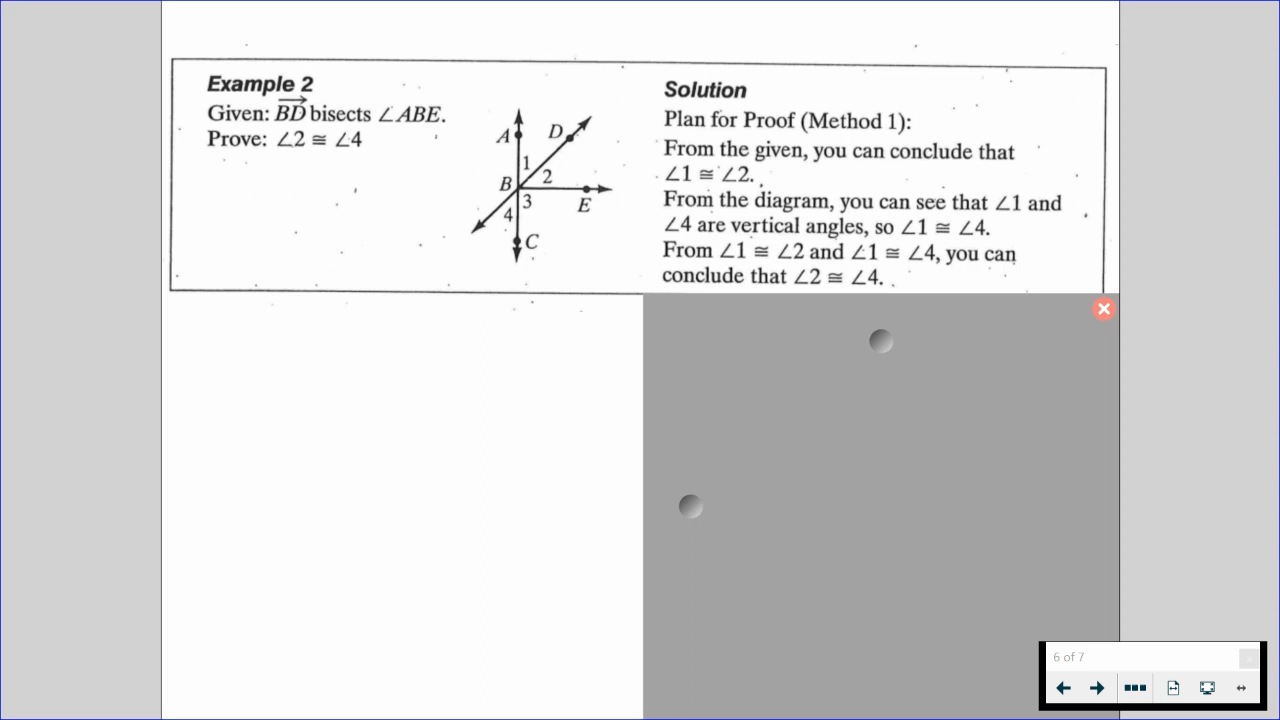 Example 2
Given: BD bisects ∠ABE.
Prove: ∠2 ≅ ∠4
A
D
1
2
B
3
E
4
C
Solution
Plan for Proof (Method 1):
From the given, you can conclude that
∠1 ≅ ∠2.
From the diagram, you can see that ∠1 and
∠4 are vertical angles, so ∠1 ≅ ∠4.
From ∠1 ≅ ∠2 and ∠1 ≅ ∠4, you can
conclude that ∠2 ≅ ∠4.
6 of 7